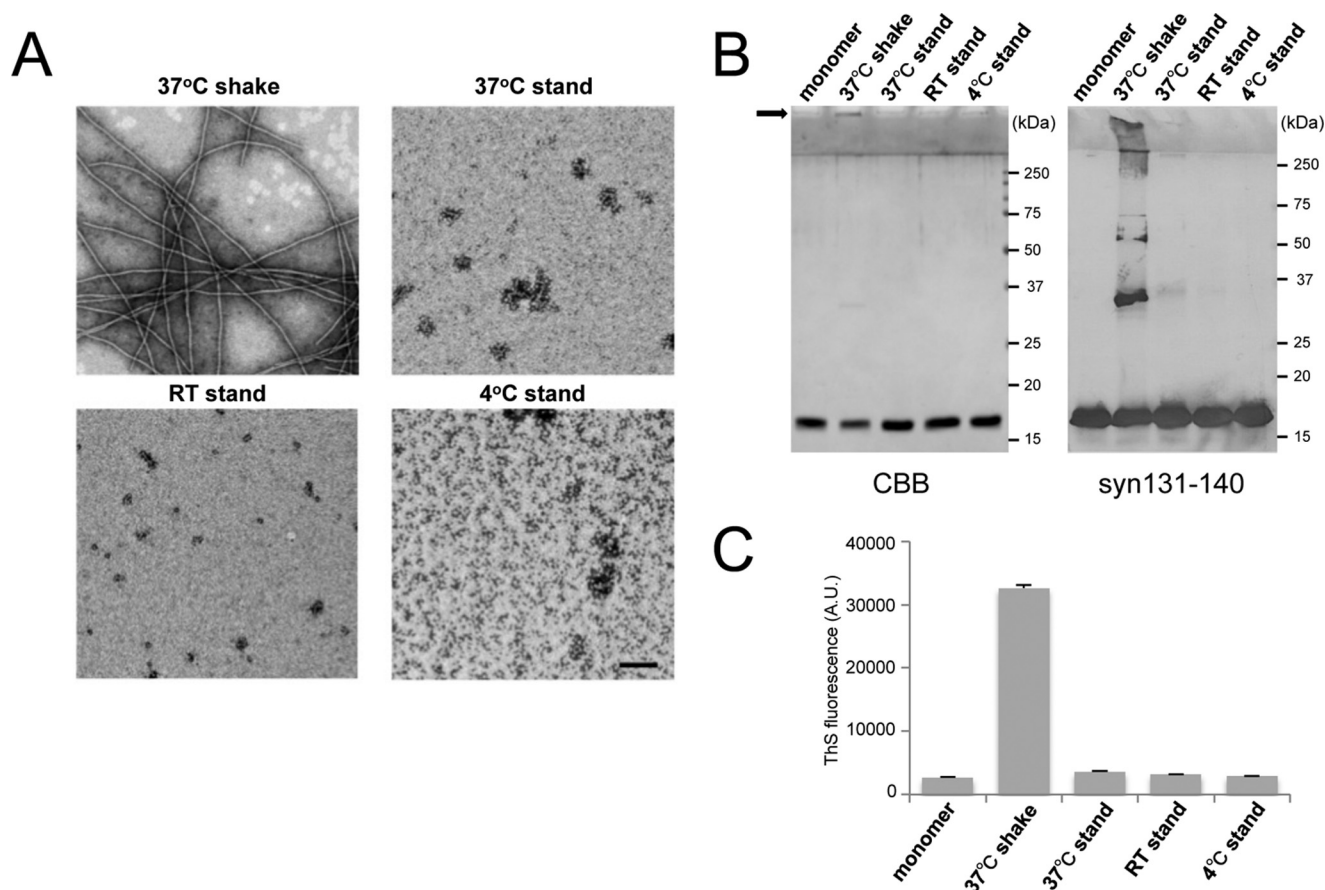 A
37°C shake
37°C stand
RT stand
4°C stand
B
monomer
37°C shake
37°C stand
RT stand
4°C stand
(kDa)
250
75
50
37
25
20
15
CBB
monomer
37°C shake
37°C stand
RT stand
4°C stand
(kDa)
250
75
50
37
25
20
15
syn131-140
C
ThS fluorescence (A.U.)
40000
30000
20000
10000
0
monomer
37°C shake
37°C stand
RT stand
4°C stand